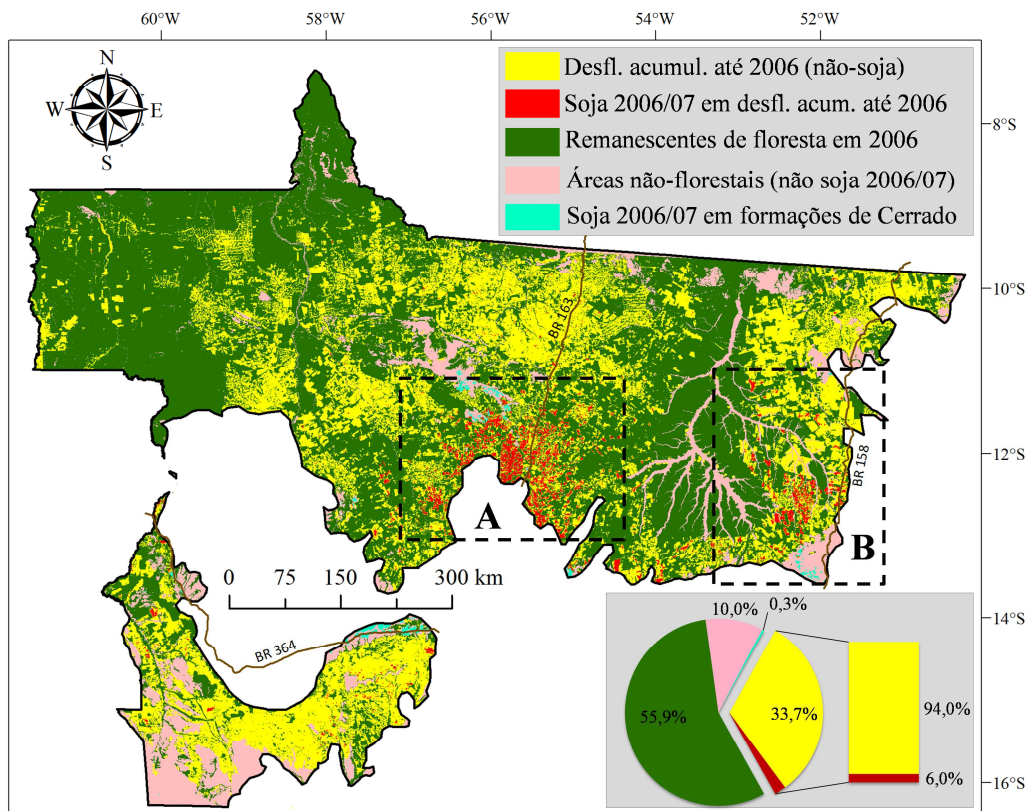 60°W 58°W 56°W 54°W 52°W
N
W E
S
Desfl. acumul. até 2006 (não-soja)
Soja 2006/07 em desfl. acum. até 2006
Remanescentes de floresta em 2006
Áreas não-florestais (não soja 2006/07)
Soja 2006/07 em formações de Cerrado
8°S
10°S
BR 163
12°S
BR 158
A
B
0 75 150 300 km
14°S
BR 364
10,0%
0,3%
55,9%
33,7%
94,0%
6,0%
16°S